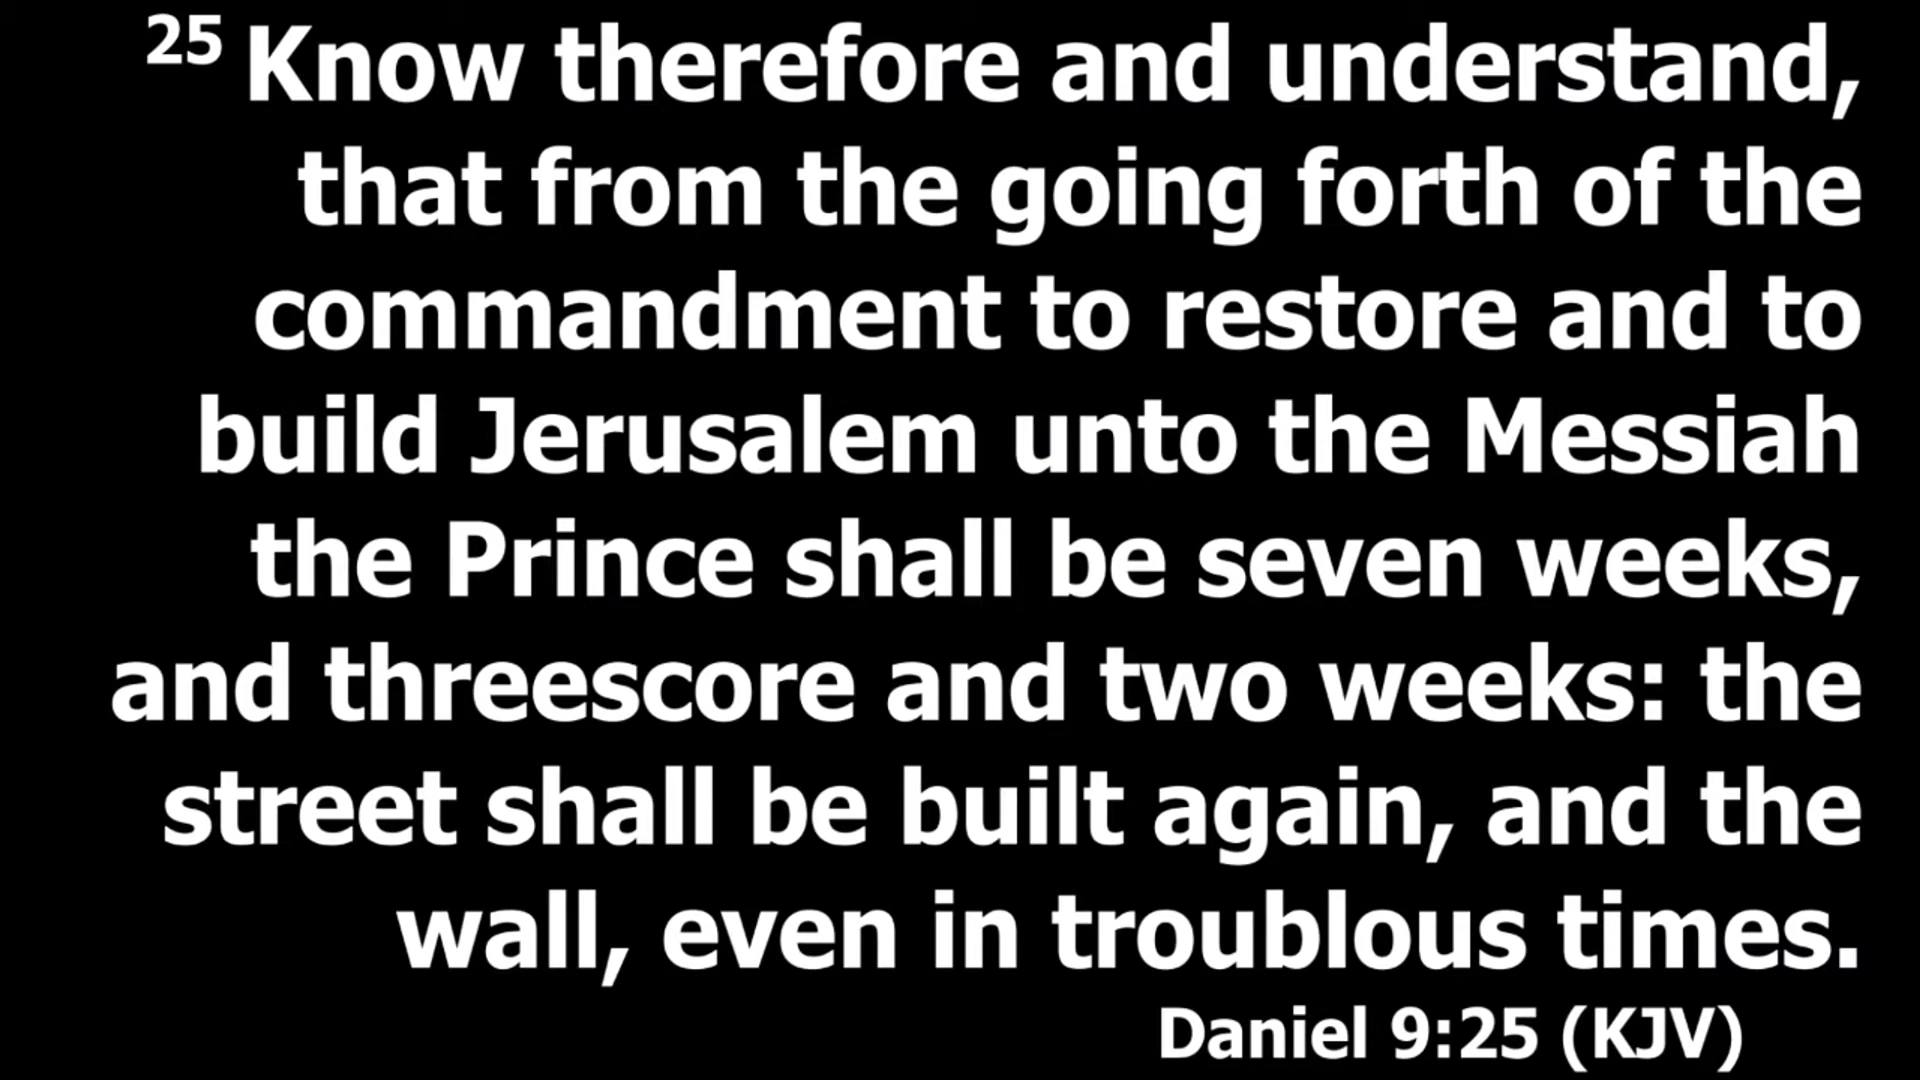 25 Know therefore and understand,
that from the going forth of the
commandment to restore and to
build Jerusalem unto the Messiah
the Prince shall be seven weeks,
and threescore and two weeks: the
street shall be built again, and the
wall, even in troublous times.
Daniel 9:25 (KJV)